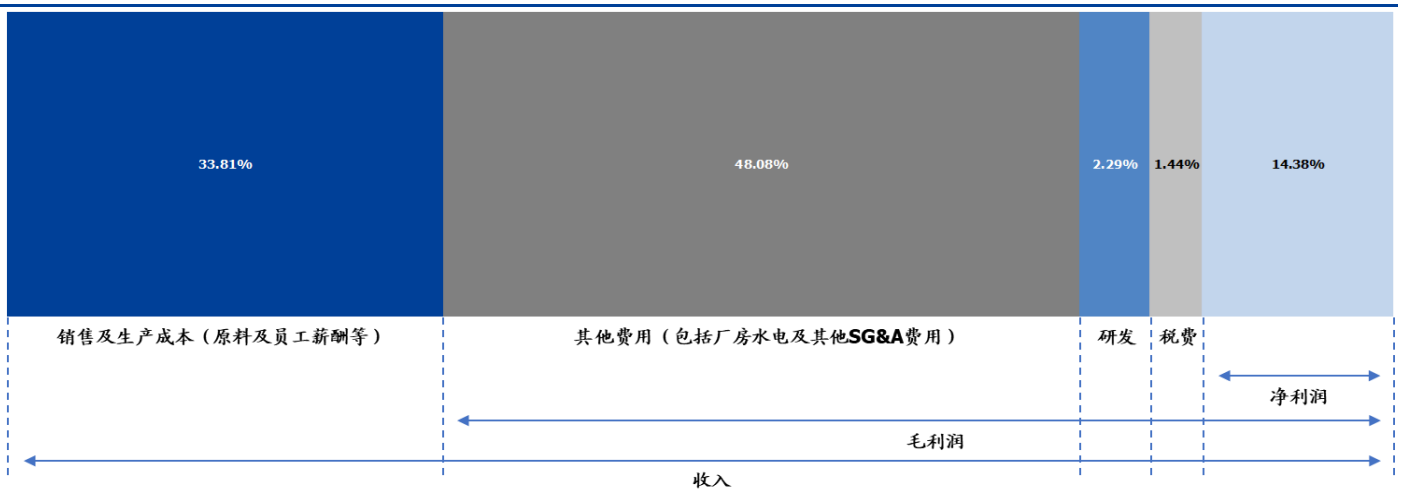 33.81% 48.08% 2.29% 1.44% 14.38%
销售及生产成本（原料及员工薪酬等） 其他费用（包括厂房水电及其他SG&A费用） 研发 税费
净利润
毛利润
收入